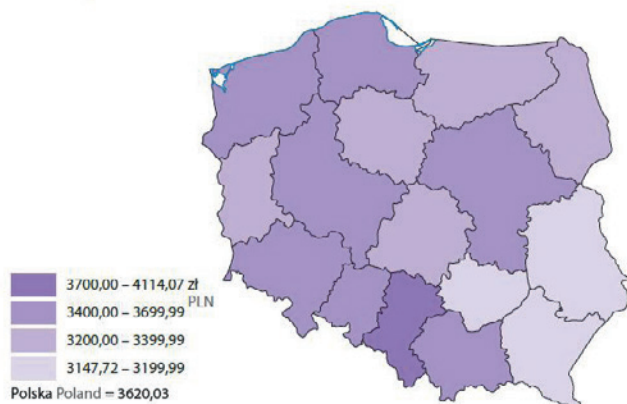 3700,00 – 4114,07 zł
PLN
3400,00 – 3699,99
3200,00 – 3399,99
3147,72 – 3199,99
Polska Poland = 3620,03